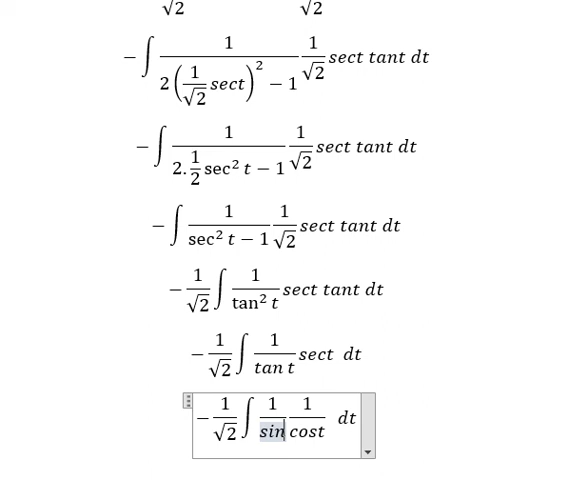 √2 √2
−∫ 1/(2(1/√2 sect)² − 1) 1/√2 sect tant dt
−∫ 1/(2.1/2 sec² t − 1) 1/√2 sect tant dt
−∫ 1/(sec² t − 1) 1/√2 sect tant dt
−1/√2 ∫ 1/(tan² t) sect tant dt
−1/√2 ∫ 1/(tan t) sect dt
−1/√2 ∫ 1/sin 1/cost dt